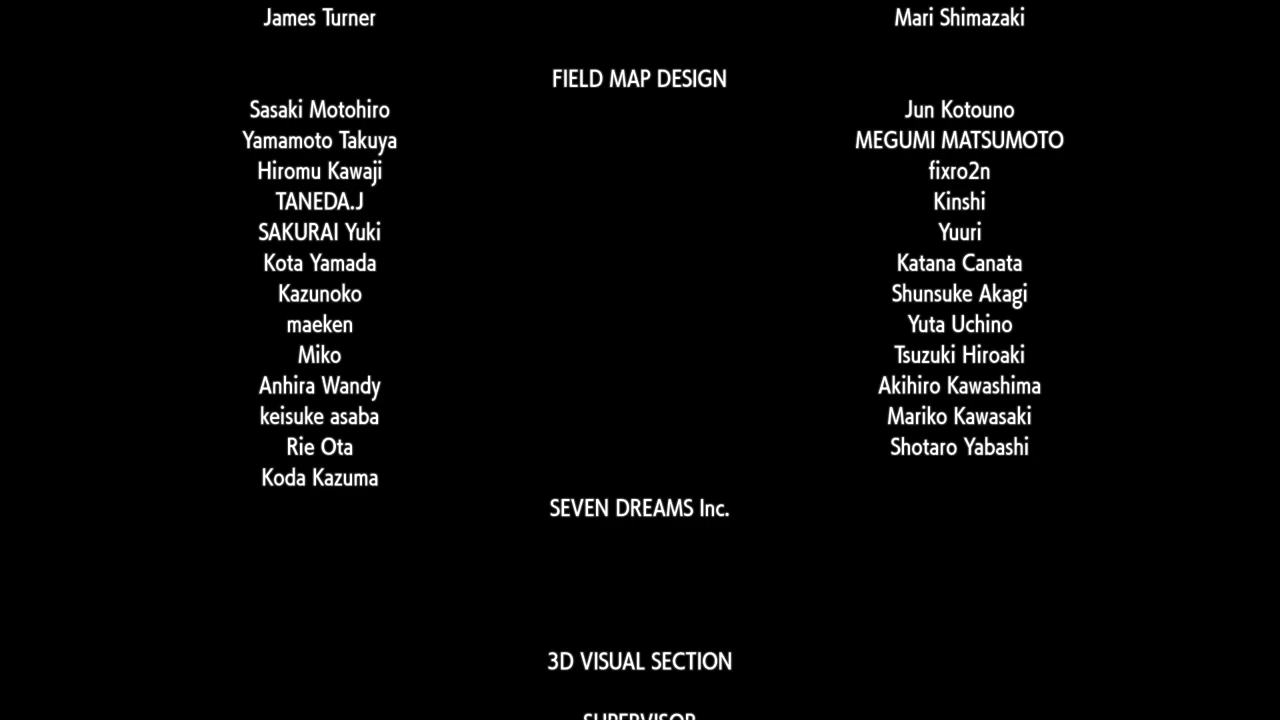 James Turner Mari Shimazaki
FIELD MAP DESIGN
Sasaki Motohiro Jun Kotouno
Yamamoto Takuya MEGUMI MATSUMOTO
Hiromu Kawaji fixro2n
TANEDA.J Kinshi
SAKURAI Yuki Yuuri
Kota Yamada Katana Canata
Kazunoko Shunsuke Akagi
maeken Yuta Uchino
Miko Tsuzuki Hiroaki
Anhira Wandy Akihiro Kawashima
keisuke asaba Mariko Kawasaki
Rie Ota Shotaro Yabashi
Koda Kazuma
SEVEN DREAMS Inc.
3D VISUAL SECTION
SUPERVISOR